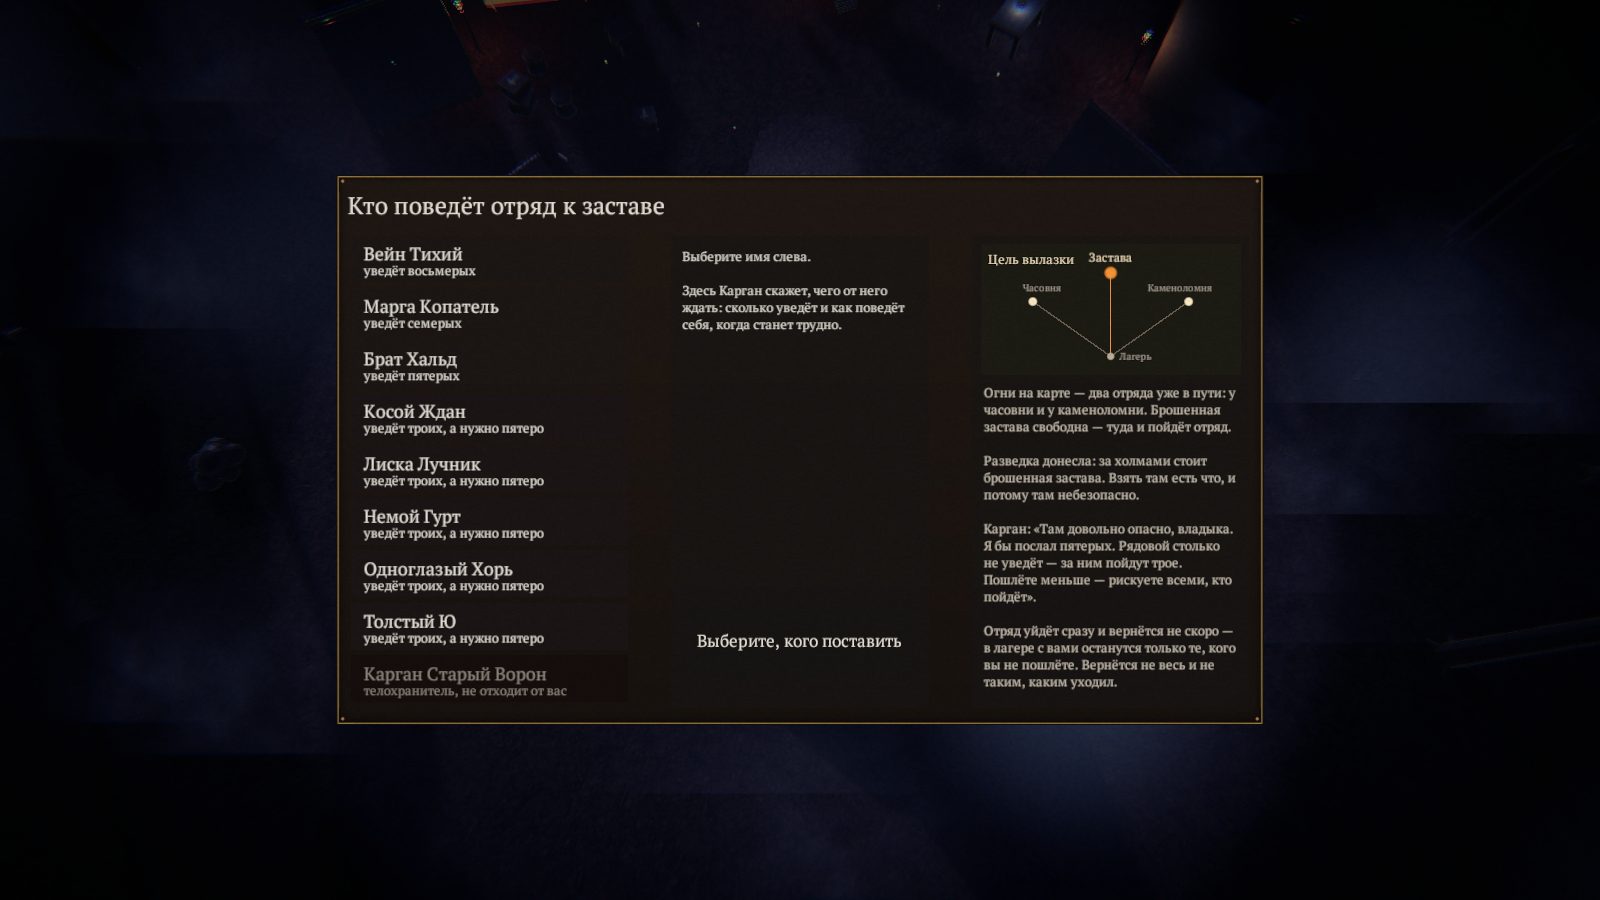 Кто поведёт отряд к заставе
Вейн Тихий
уведёт восьмерых
Марга Копатель
уведёт семерых
Брат Хальд
уведёт пятерых
Косой Ждан
уведёт троих, а нужно пятеро
Лиска Лучник
уведёт троих, а нужно пятеро
Немой Гурт
уведёт троих, а нужно пятеро
Одноглазый Хорь
уведёт троих, а нужно пятеро
Толстый Ю
уведёт троих, а нужно пятеро
Карган Старый Ворон
телохранитель, не отходит от вас
Выберите имя слева.
Здесь Карган скажет, чего от него
ждать: сколько уведёт и как поведёт
себя, когда станет трудно.
Выберите, кого поставить
Цель вылазки
Застава
Часовня
Каменоломня
Лагерь
Огни на карте — два отряда уже в пути: у
часовни и у каменоломни. Брошенная
застава свободна — туда и пойдёт отряд.
Разведка донесла: за холмами стоит
брошенная застава. Взять там есть что, и
потому там небезопасно.
Карган: «Там довольно опасно, владыка.
Я бы послал пятерых. Рядовой столько
не уведёт — за ним пойдут трое.
Пошлёте меньше — рискуете всеми, кто
пойдёт».
Отряд уйдёт сразу и вернётся не скоро —
в лагере с вами останутся только те, кого
вы не пошлёте. Вернётся не весь и не
таким, каким уходил.